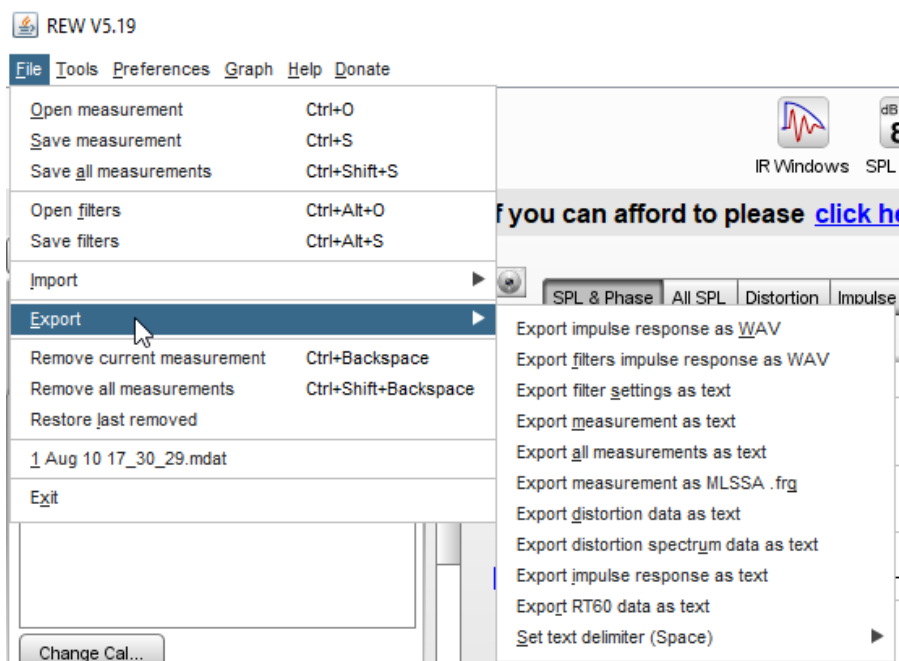 REW V5.19
File Tools Preferences Graph Help Donate
Open measurement Ctrl+O
Save measurement Ctrl+S
Save all measurements Ctrl+Shift+S
Open filters Ctrl+Alt+O
Save filters Ctrl+Alt+S
Import
Export
Remove current measurement Ctrl+Backspace
Remove all measurements Ctrl+Shift+Backspace
Restore last removed
1 Aug 10 17_30_29.mdat
Exit
Change Cal...
dB
IR Windows SPL
f you can afford to please click he
SPL & Phase All SPL Distortion Impulse
Export impulse response as WAV
Export filters impulse response as WAV
Export filter settings as text
Export measurement as text
Export all measurements as text
Export measurement as MLSSA .frg
Export distortion data as text
Export distortion spectrum data as text
Export impulse response as text
Export RT60 data as text
Set text delimiter (Space)